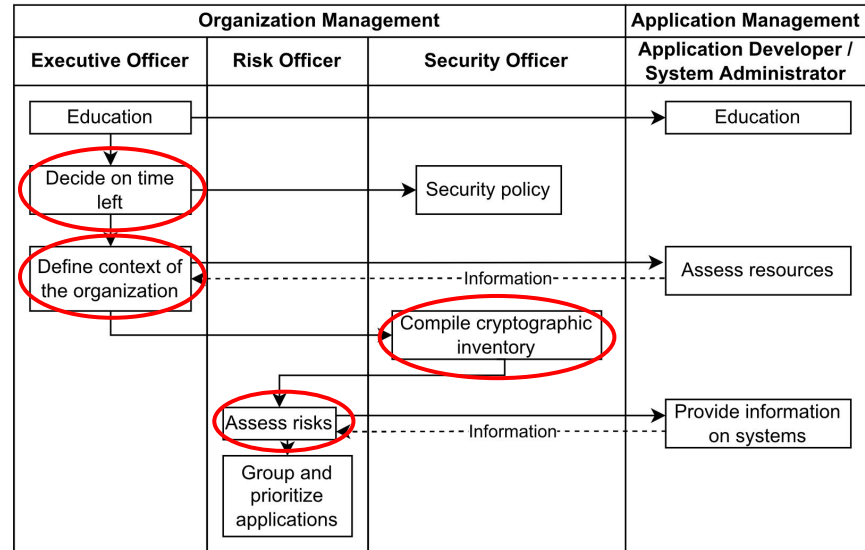 Organization Management
Application Management
Executive Officer
Risk Officer
Security Officer
Application Developer /
System Administrator
Education
Education
Decide on time
left
Security policy
Define context of
the organization
Information
Assess resources
Compile cryptographic
inventory
Assess risks
Information
Provide information
on systems
Group and
prioritize
applications